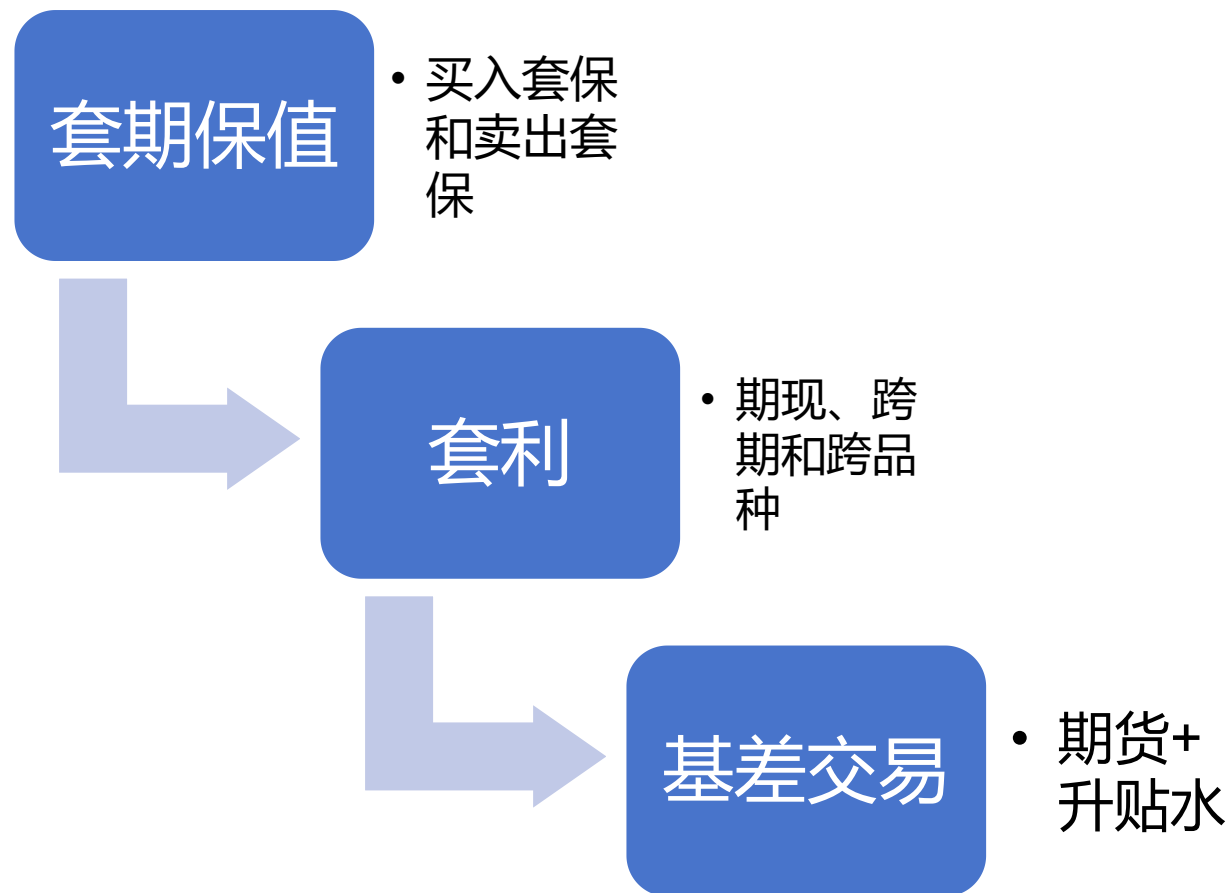 套期保值
• 买入套保
和卖出套
保
套利
• 期现、跨
期和跨品
种
基差交易
• 期货+
升贴水